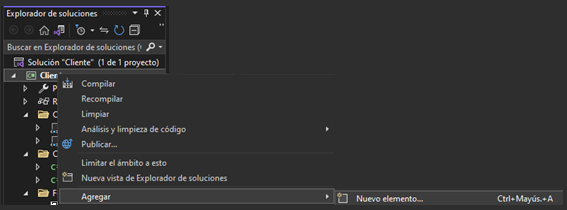 Explorador de soluciones
Buscar en Explorador de soluciones (
Solución "Cliente" (1 de 1 proyecto)
Client
Compilar
Recompilar
Limpiar
Análisis y limpieza de código
Publicar...
Limitar el ámbito a esto
Nueva vista de Explorador de soluciones
Agregar
Nuevo elemento... Ctrl+Mayús.+A